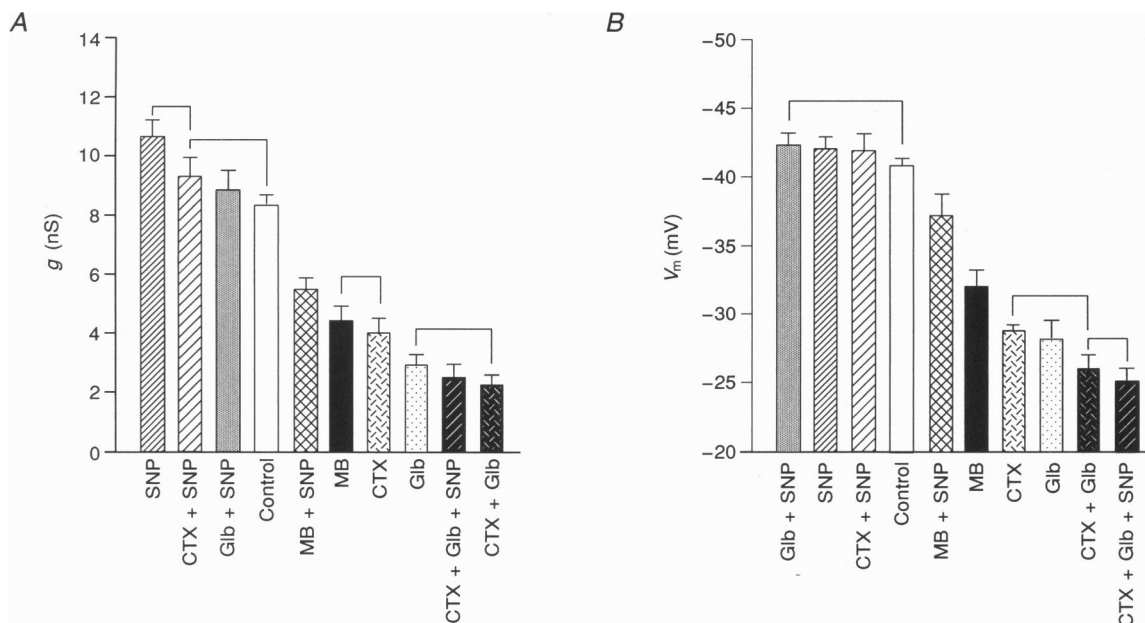 A
g (nS)
14
12
10
8
6
4
2
0
SNP
CTX + SNP
Glb + SNP
Control
MB + SNP
MB
CTX
Glb
CTX + Glb + SNP
CTX + Glb
B
Vm (mV)
−50
−45
−40
−35
−30
−25
−20
Glb + SNP
SNP
CTX + SNP
Control
MB + SNP
MB
CTX
Glb
CTX + Glb
CTX + Glb + SNP